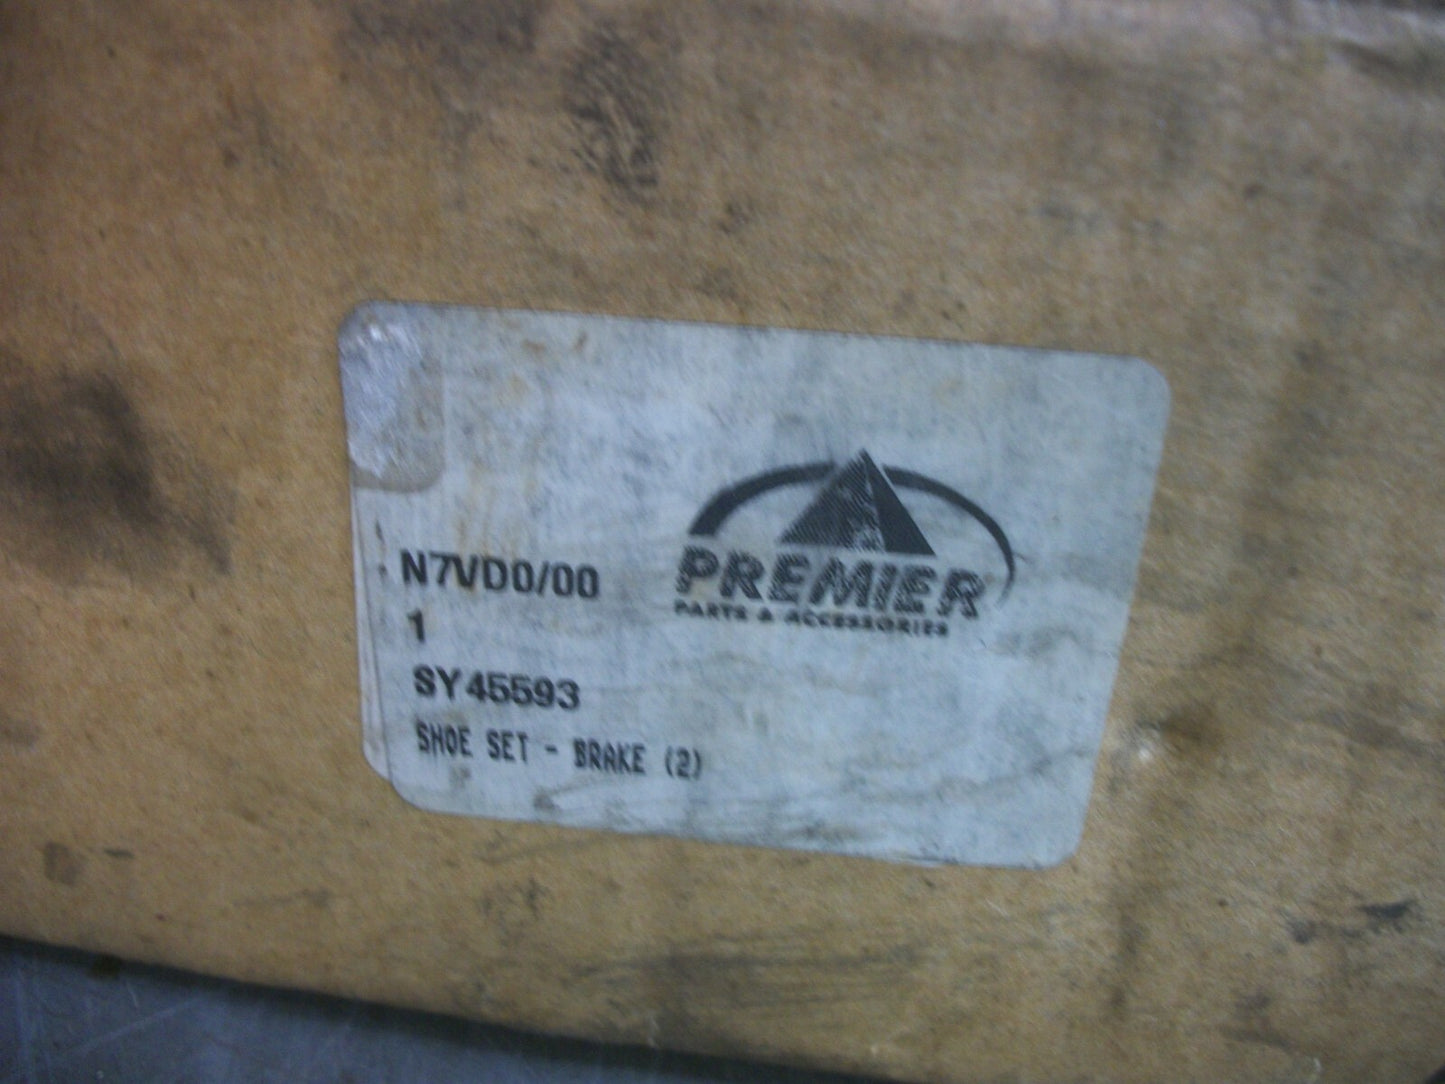 PREMIER
PARTS & ACCESSORIES
N7VD0/00
1
SY45593
SHOE SET - BRAKE (2)